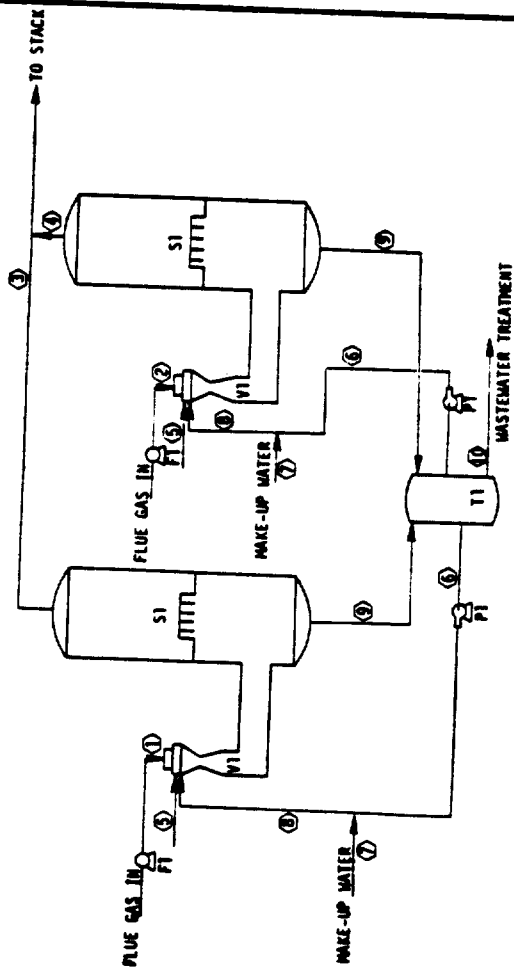 TO STACK
③
④
S1
②
⑤
⑧
V1
F1
FLUE GAS IN
MAKE-UP WATER
⑦
⑨
⑥
P1
⑩
WASTEWATER TREATMENT
T1
S1
①
⑤
V1
F1
FLUE GAS IN
⑧
MAKE-UP WATER
⑦
⑨
⑥
P1